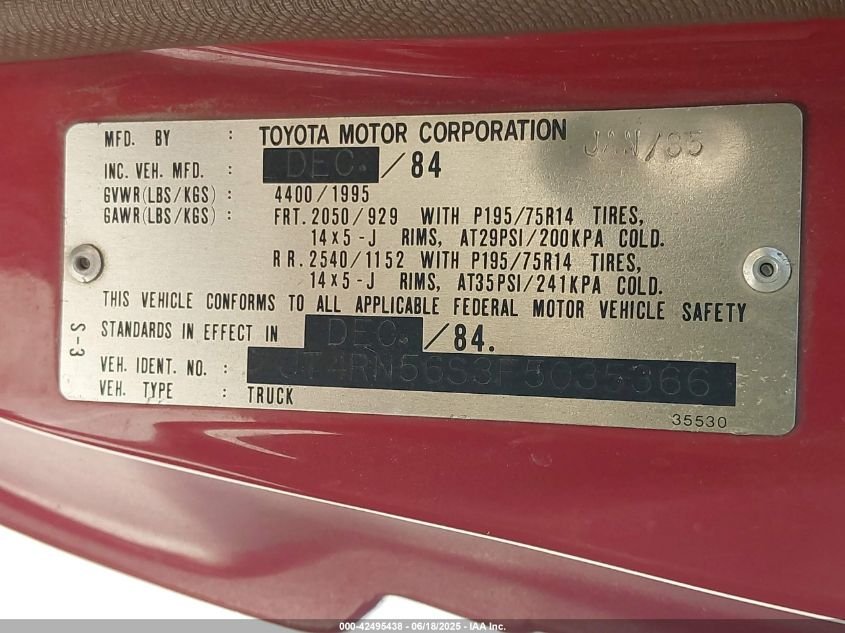 MFD. BY : TOYOTA MOTOR CORPORATION JAN/85
INC. VEH. MFD. : DEC. /84
GVWR(LBS/KGS) : 4400/1995
GAWR(LBS/KGS) : FRT. 2050/929 WITH P195/75R14 TIRES,
14x5-J RIMS, AT29PSI/200KPA COLD.
RR. 2540/1152 WITH P195/75R14 TIRES,
14x5-J RIMS, AT35PSI/241KPA COLD.
THIS VEHICLE CONFORMS TO ALL APPLICABLE FEDERAL MOTOR VEHICLE SAFETY
STANDARDS IN EFFECT IN DEC. /84.
VEH. IDENT. NO. : JT4RN56S3F5035366
VEH. TYPE : TRUCK
S-3
35530
000-42495438 - 06/18/2025 - IAA Inc.